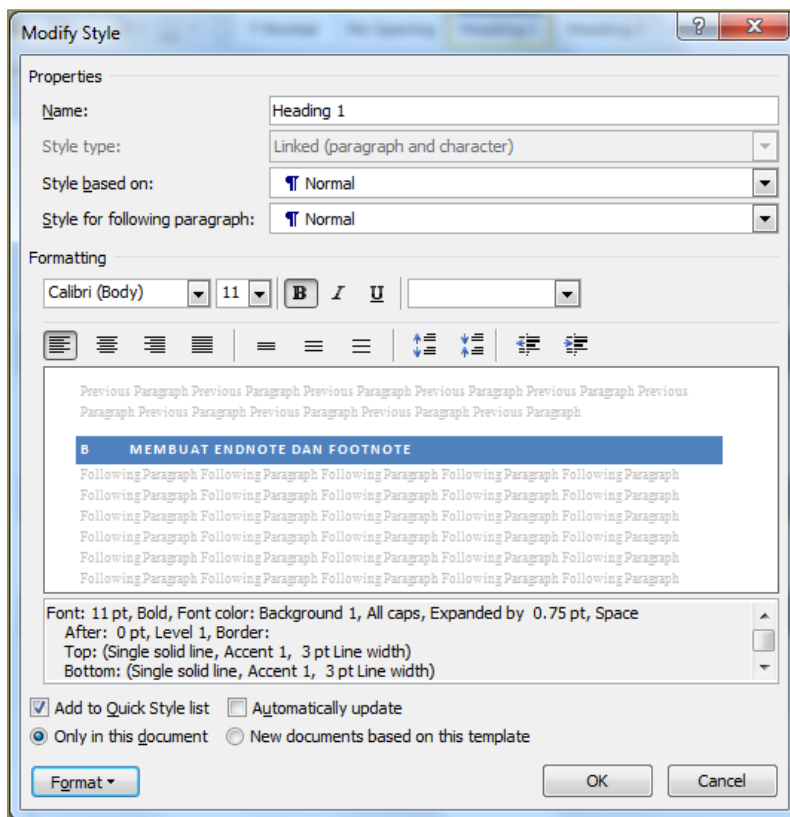 Modify Style
Properties
Name: Heading 1
Style type: Linked (paragraph and character)
Style based on: ¶ Normal
Style for following paragraph: ¶ Normal
Formatting
Calibri (Body) 11 B I U
Previous Paragraph Previous Paragraph Previous Paragraph Previous Paragraph Previous Paragraph Previous
Paragraph Previous Paragraph Previous Paragraph Previous Paragraph Previous Paragraph
B MEMBUAT ENDNOTE DAN FOOTNOTE
Following Paragraph Following Paragraph Following Paragraph Following Paragraph Following Paragraph
Following Paragraph Following Paragraph Following Paragraph Following Paragraph Following Paragraph
Following Paragraph Following Paragraph Following Paragraph Following Paragraph Following Paragraph
Following Paragraph Following Paragraph Following Paragraph Following Paragraph Following Paragraph
Following Paragraph Following Paragraph Following Paragraph Following Paragraph Following Paragraph
Following Paragraph Following Paragraph Following Paragraph Following Paragraph Following Paragraph
Font: 11 pt, Bold, Font color: Background 1, All caps, Expanded by 0.75 pt, Space
After: 0 pt, Level 1, Border:
Top: (Single solid line, Accent 1, 3 pt Line width)
Bottom: (Single solid line, Accent 1, 3 pt Line width)
Add to Quick Style list Automatically update
Only in this document New documents based on this template
Format OK Cancel